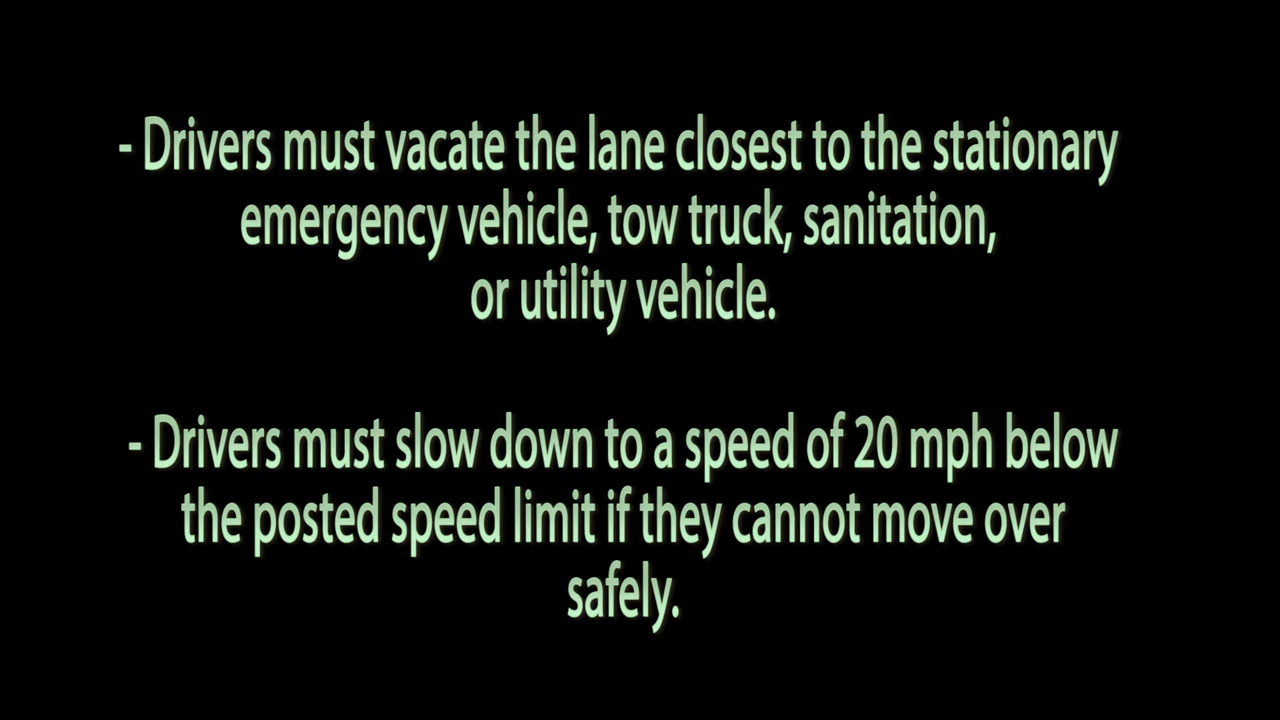 - Drivers must vacate the lane closest to the stationary
emergency vehicle, tow truck, sanitation,
or utility vehicle.
- Drivers must slow down to a speed of 20 mph below
the posted speed limit if they cannot move over
safely.